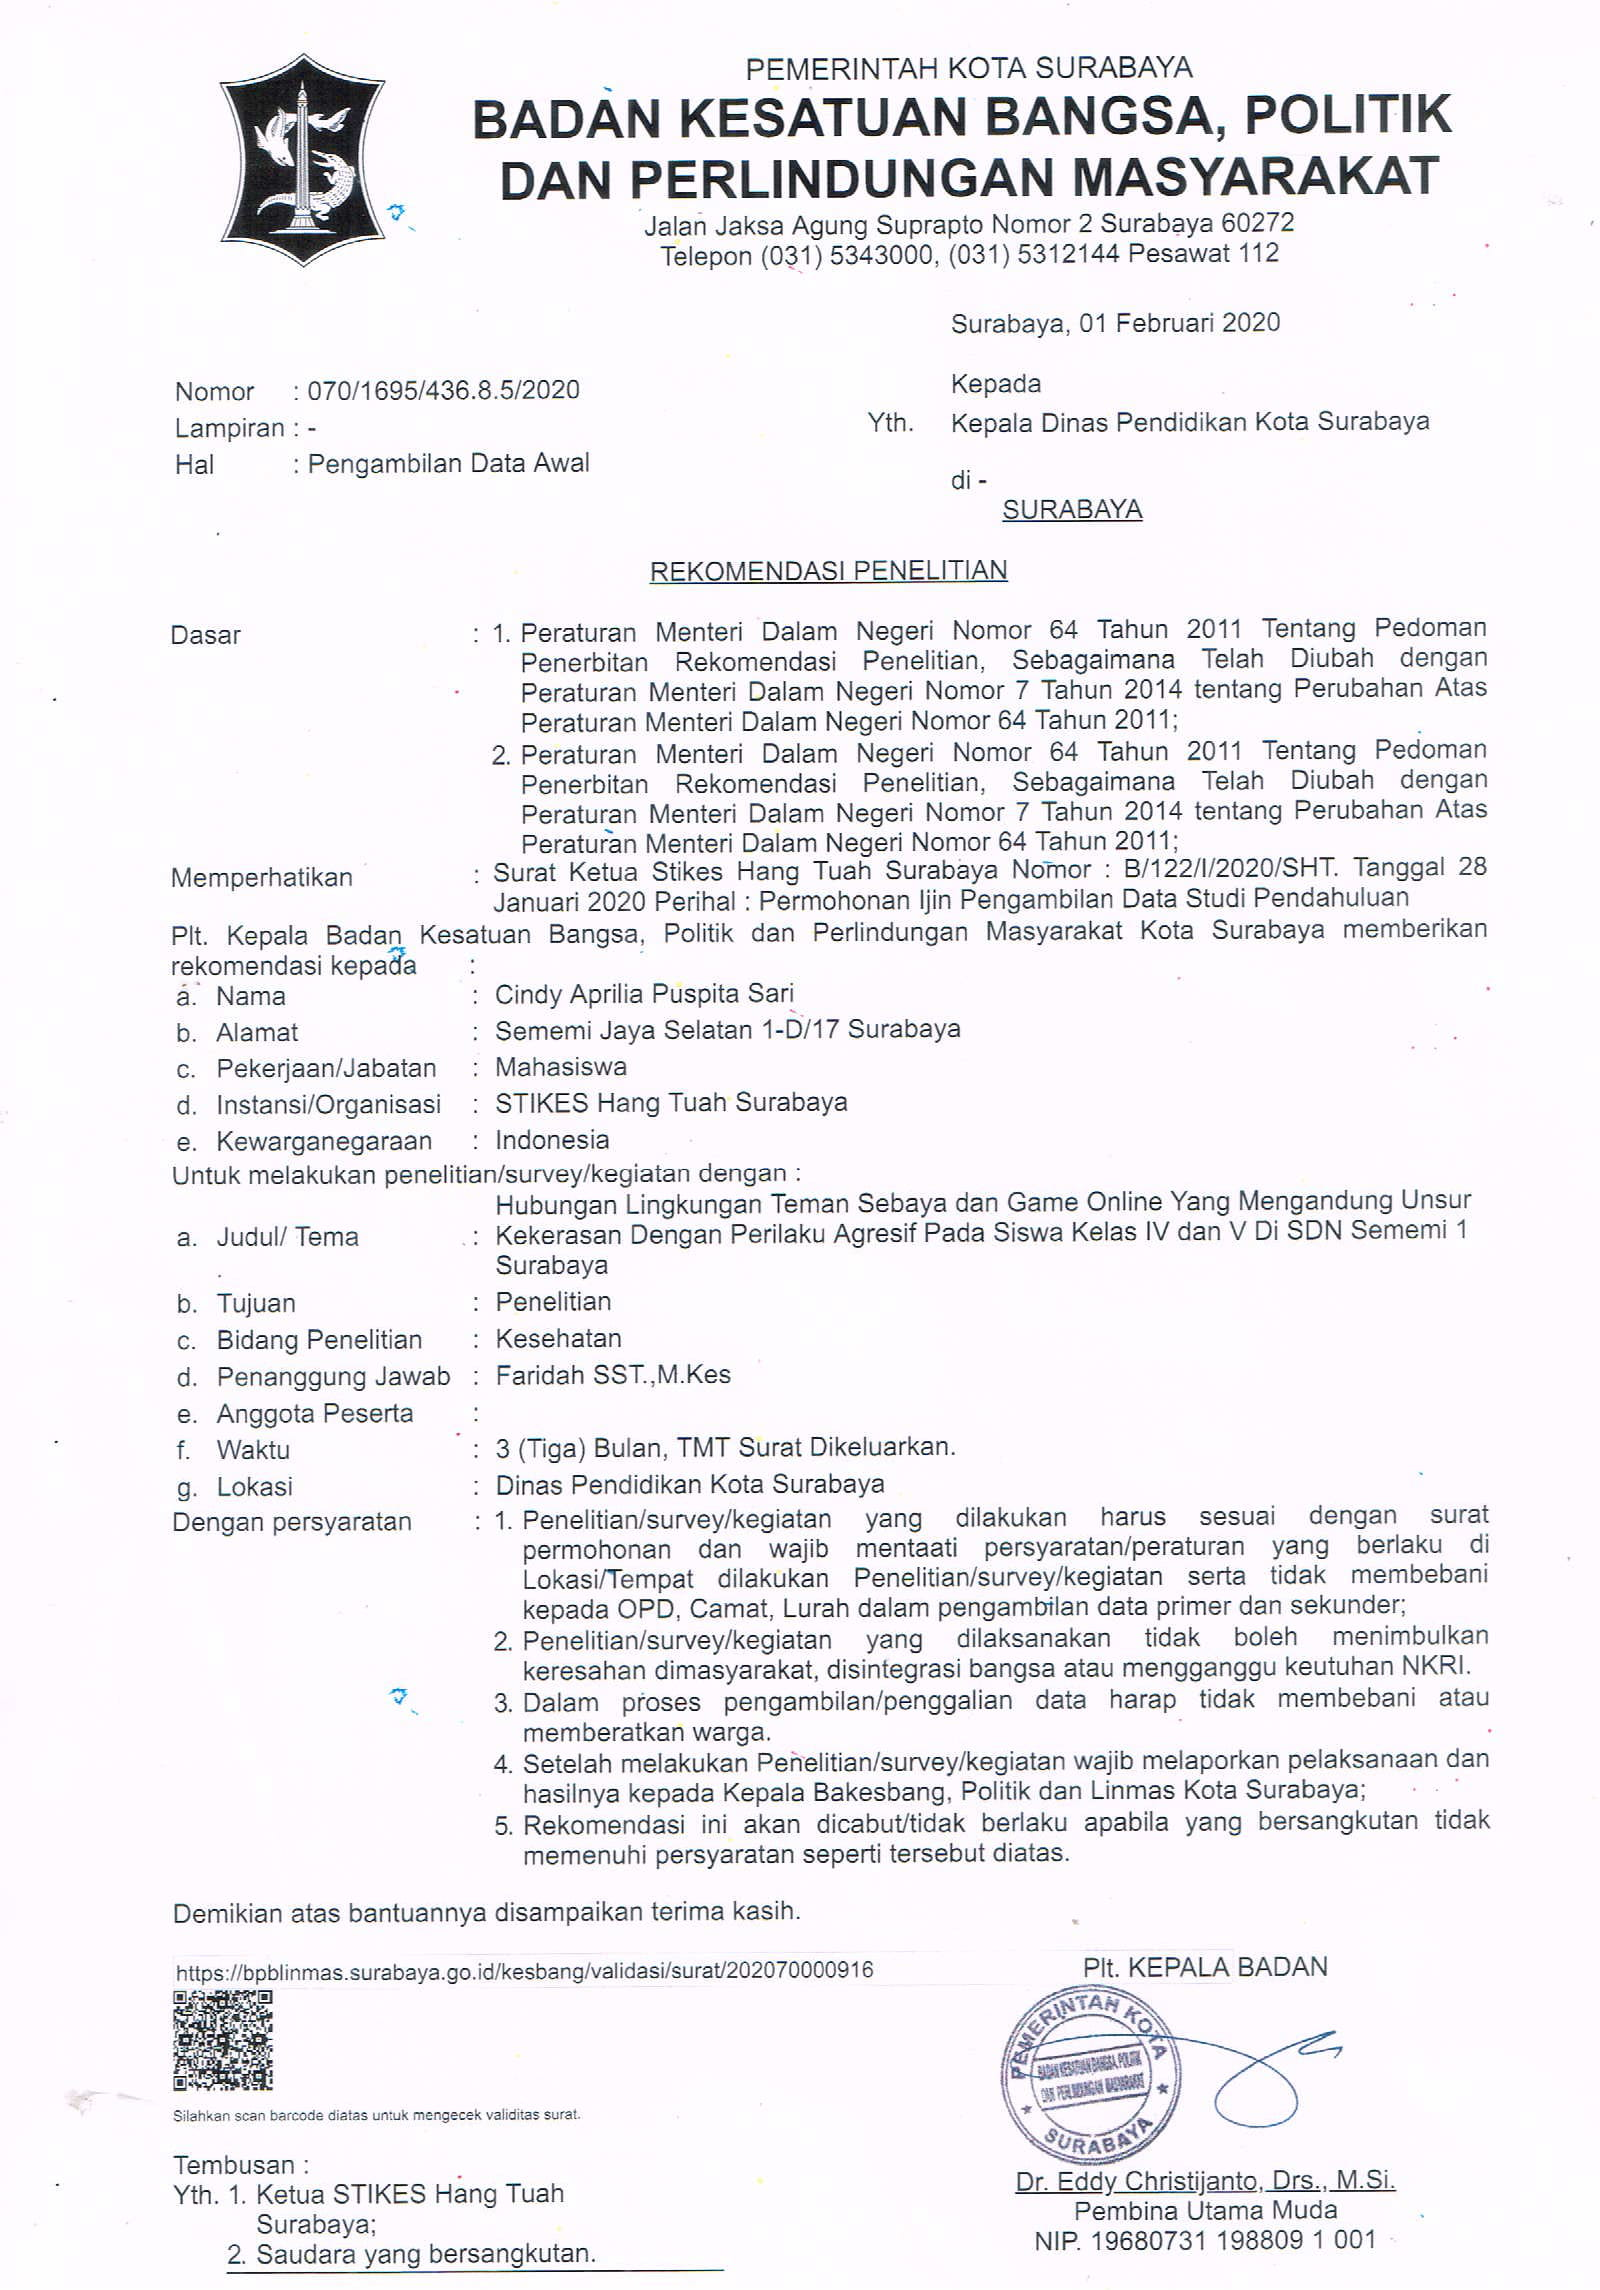 PEMERINTAH KOTA SURABAYA
BADAN KESATUAN BANGSA, POLITIK
DAN PERLINDUNGAN MASYARAKAT
Jalan Jaksa Agung Suprapto Nomor 2 Surabaya 60272
Telepon (031) 5343000, (031) 5312144 Pesawat 112
Surabaya, 01 Februari 2020
Nomor : 070/1695/436.8.5/2020
Lampiran : -
Hal : Pengambilan Data Awal
Kepada
Yth. Kepala Dinas Pendidikan Kota Surabaya
di -
SURABAYA
REKOMENDASI PENELITIAN
Dasar : 1. Peraturan Menteri Dalam Negeri Nomor 64 Tahun 2011 Tentang Pedoman
Penerbitan Rekomendasi Penelitian, Sebagaimana Telah Diubah dengan
Peraturan Menteri Dalam Negeri Nomor 7 Tahun 2014 tentang Perubahan Atas
Peraturan Menteri Dalam Negeri Nomor 64 Tahun 2011;
2. Peraturan Menteri Dalam Negeri Nomor 64 Tahun 2011 Tentang Pedoman
Penerbitan Rekomendasi Penelitian, Sebagaimana Telah Diubah dengan
Peraturan Menteri Dalam Negeri Nomor 7 Tahun 2014 tentang Perubahan Atas
Peraturan Menteri Dalam Negeri Nomor 64 Tahun 2011;
Memperhatikan : Surat Ketua Stikes Hang Tuah Surabaya Nomor : B/122/I/2020/SHT. Tanggal 28
Januari 2020 Perihal : Permohonan Ijin Pengambilan Data Studi Pendahuluan
Plt. Kepala Badan Kesatuan Bangsa, Politik dan Perlindungan Masyarakat Kota Surabaya memberikan
rekomendasi kepada :
a. Nama : Cindy Aprilia Puspita Sari
b. Alamat : Sememi Jaya Selatan 1-D/17 Surabaya
c. Pekerjaan/Jabatan : Mahasiswa
d. Instansi/Organisasi : STIKES Hang Tuah Surabaya
e. Kewarganegaraan : Indonesia
Untuk melakukan penelitian/survey/kegiatan dengan :
Hubungan Lingkungan Teman Sebaya dan Game Online Yang Mengandung Unsur
a. Judul/ Tema : Kekerasan Dengan Perilaku Agresif Pada Siswa Kelas IV dan V Di SDN Sememi 1
Surabaya
b. Tujuan : Penelitian
c. Bidang Penelitian : Kesehatan
d. Penanggung Jawab : Faridah SST.,M.Kes
e. Anggota Peserta :
f. Waktu : 3 (Tiga) Bulan, TMT Surat Dikeluarkan.
g. Lokasi : Dinas Pendidikan Kota Surabaya
Dengan persyaratan : 1. Penelitian/survey/kegiatan yang dilakukan harus sesuai dengan surat
permohonan dan wajib mentaati persyaratan/peraturan yang berlaku di
Lokasi/Tempat dilakukan Penelitian/survey/kegiatan serta tidak membebani
kepada OPD, Camat, Lurah dalam pengambilan data primer dan sekunder;
2. Penelitian/survey/kegiatan yang dilaksanakan tidak boleh menimbulkan
keresahan dimasyarakat, disintegrasi bangsa atau mengganggu keutuhan NKRI.
3. Dalam proses pengambilan/penggalian data harap tidak membebani atau
memberatkan warga.
4. Setelah melakukan Penelitian/survey/kegiatan wajib melaporkan pelaksanaan dan
hasilnya kepada Kepala Bakesbang, Politik dan Linmas Kota Surabaya;
5. Rekomendasi ini akan dicabut/tidak berlaku apabila yang bersangkutan tidak
memenuhi persyaratan seperti tersebut diatas.
Demikian atas bantuannya disampaikan terima kasih.
https://bpblinmas.surabaya.go.id/kesbang/validasi/surat/202070000916
Silahkan scan barcode diatas untuk mengecek validitas surat.
Plt. KEPALA BADAN
PEMERINTAH KOTA
BADAN KESATUAN BANGSA, POLITIK
DAN PERLINDUNGAN MASYARAKAT
SURABAYA
Dr. Eddy Christijanto, Drs., M.Si.
Pembina Utama Muda
NIP. 19680731 198809 1 001
Tembusan :
Yth. 1. Ketua STIKES Hang Tuah
Surabaya;
2. Saudara yang bersangkutan.